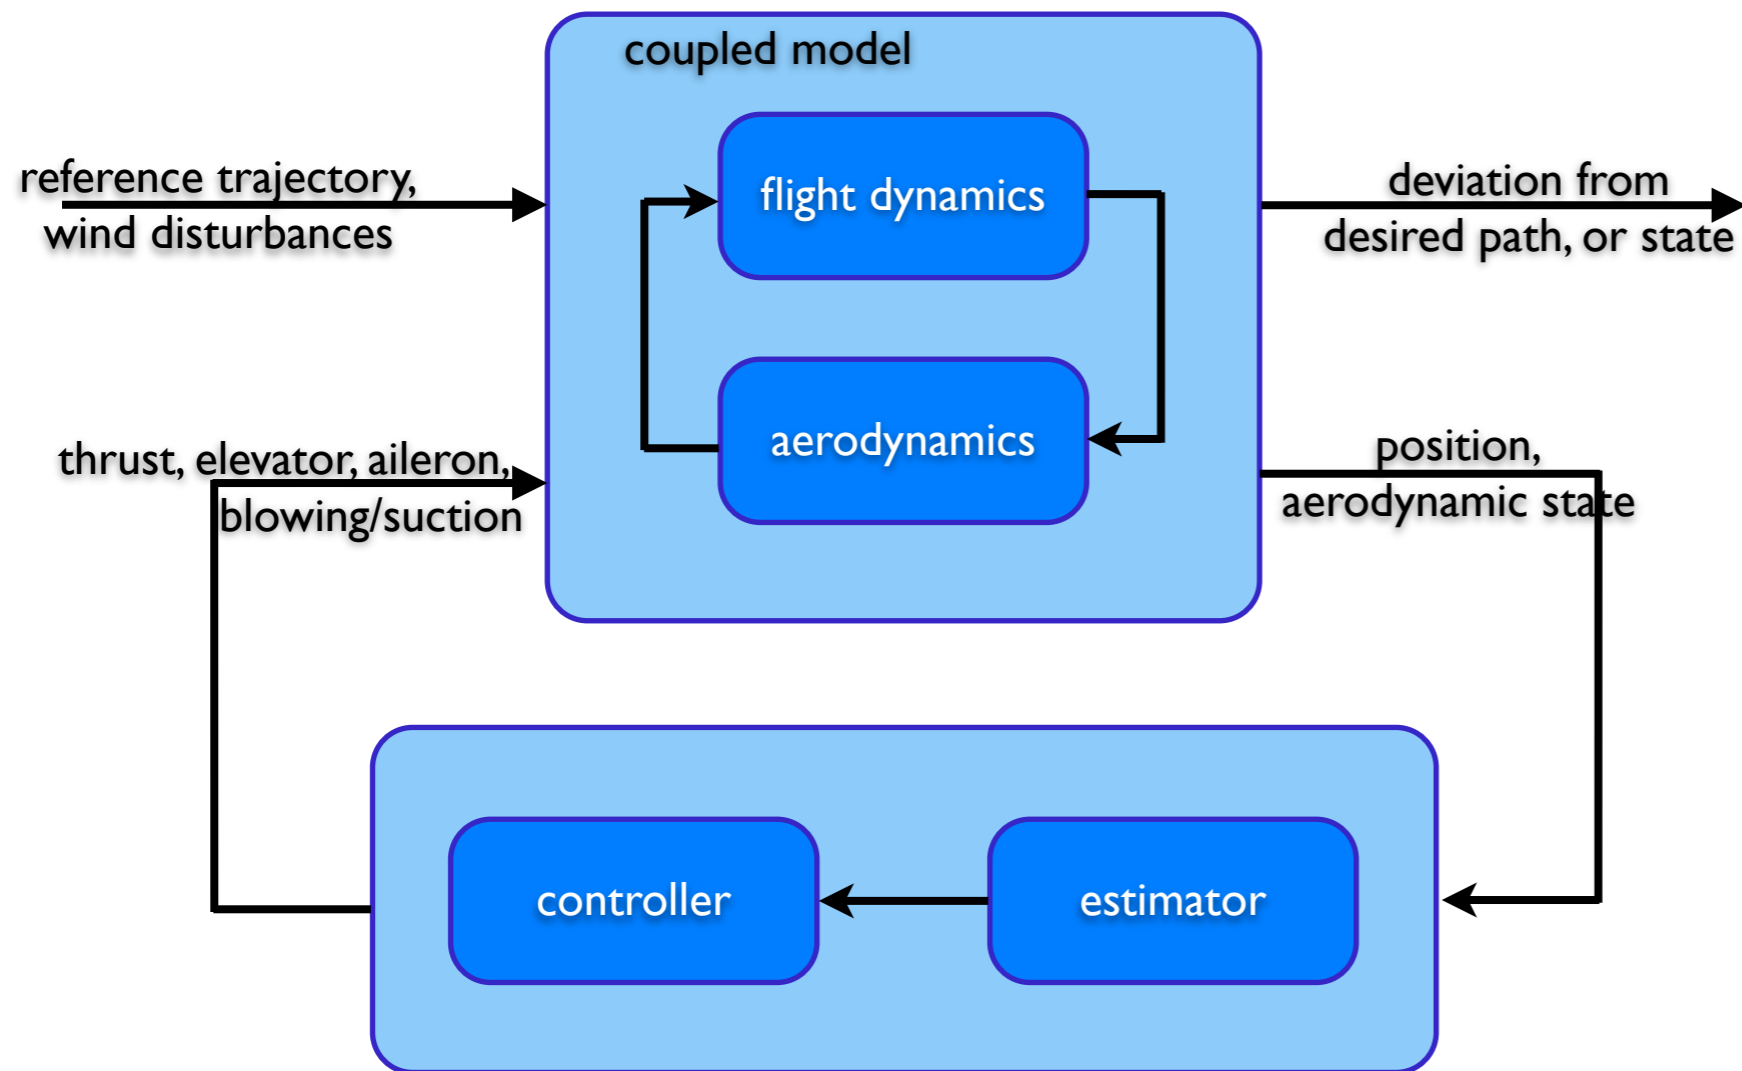 coupled model
reference trajectory,
wind disturbances
flight dynamics
deviation from
desired path, or state
thrust, elevator, aileron,
blowing/suction
aerodynamics
position,
aerodynamic state
controller
estimator